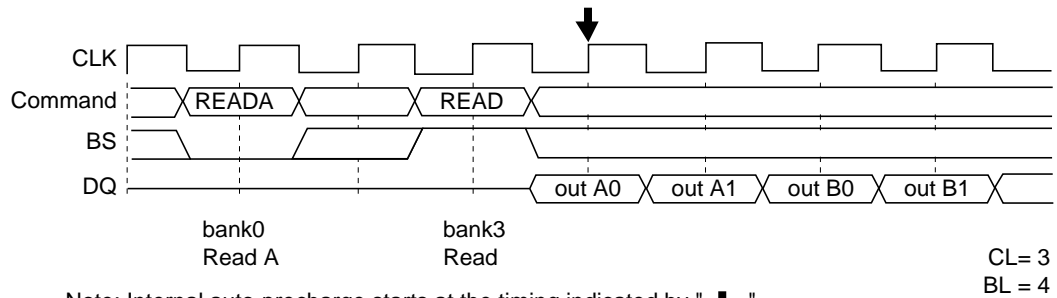 CLK
Command READA READ
BS
DQ out A0 out A1 out B0 out B1
bank0 bank3
Read A Read
CL= 3
BL = 4
Note: Internal auto-precharge starts at the timing indicated by " ".